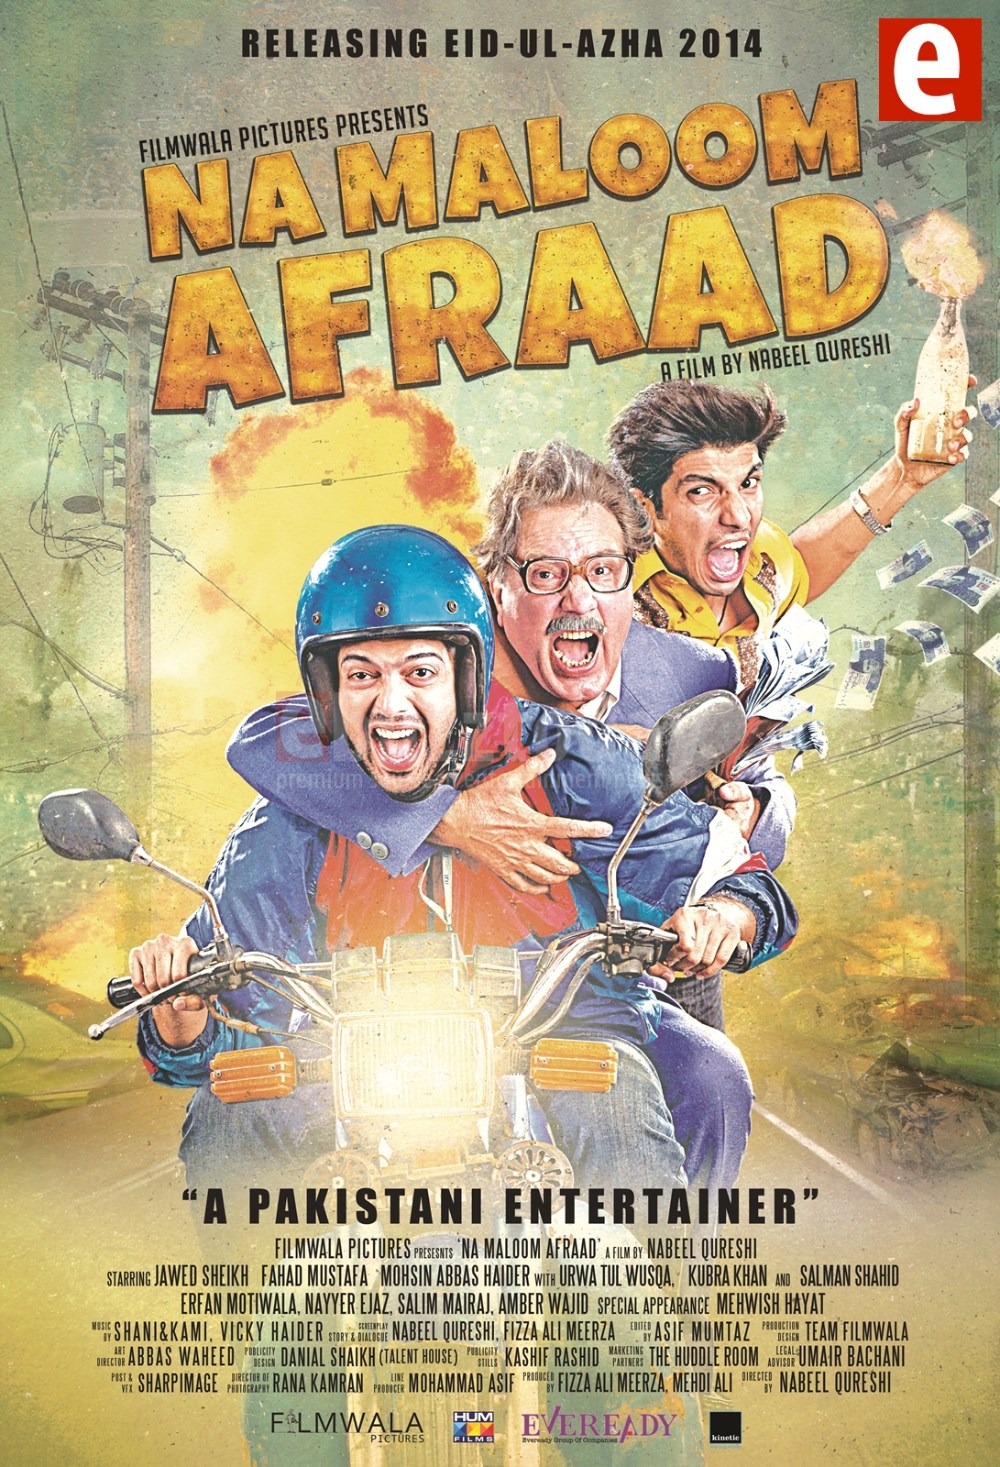 RELEASING EID-UL-AZHA 2014
e
FILMWALA PICTURES PRESENTS
NA MALOOM
AFRAAD
A FILM BY NABEEL QURESHI
"A PAKISTANI ENTERTAINER"
FILMWALA PICTURES PRESESNTS 'NA MALOOM AFRAAD' A FILM BY NABEEL QURESHI
STARRING JAWED SHEIKH FAHAD MUSTAFA MOHSIN ABBAS HAIDER WITH URWA TUL WUSQA, KUBRA KHAN AND SALMAN SHAHID
ERFAN MOTIWALA, NAYYER EJAZ, SALIM MAIRAJ, AMBER WAJID SPECIAL APPEARANCE MEHWISH HAYAT
MUSIC BY SHANI&KAMI, VICKY HAIDER SCREENPLAY STORY & DIALOGUE NABEEL QURESHI, FIZZA ALI MEERZA EDITED BY ASIF MUMTAZ PRODUCTION DESIGN TEAM FILMWALA
ART DIRECTOR ABBAS WAHEED PUBLICITY DESIGN DANIAL SHAIKH (TALENT HOUSE) PUBLICITY STILLS KASHIF RASHID MARKETING PARTNERS THE HUDDLE ROOM LEGAL ADVISOR UMAIR BACHANI
POST & VFX SHARPIMAGE DIRECTOR OF PHOTOGRAPHY RANA KAMRAN LINE PRODUCER MOHAMMAD ASIF PRODUCED BY FIZZA ALI MEERZA, MEHDI ALI DIRECTED BY NABEEL QURESHI
FILMWALA PICTURES
HUM FILMS
EVEREADY
Eveready Group Of Companies
kinetic